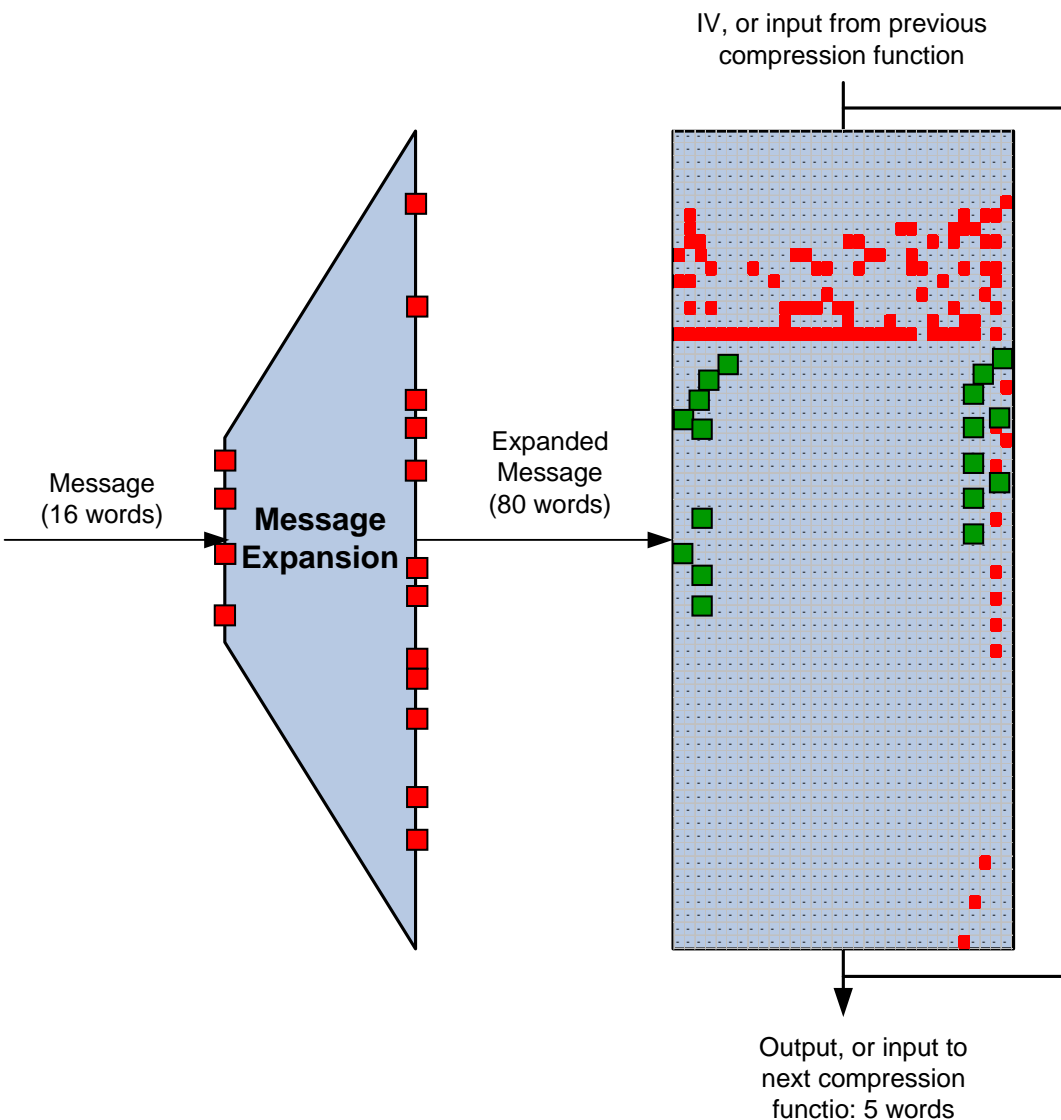 IV, or input from previous
compression function
Message
(16 words)
Message
Expansion
Expanded
Message
(80 words)
Output, or input to
next compression
functio: 5 words